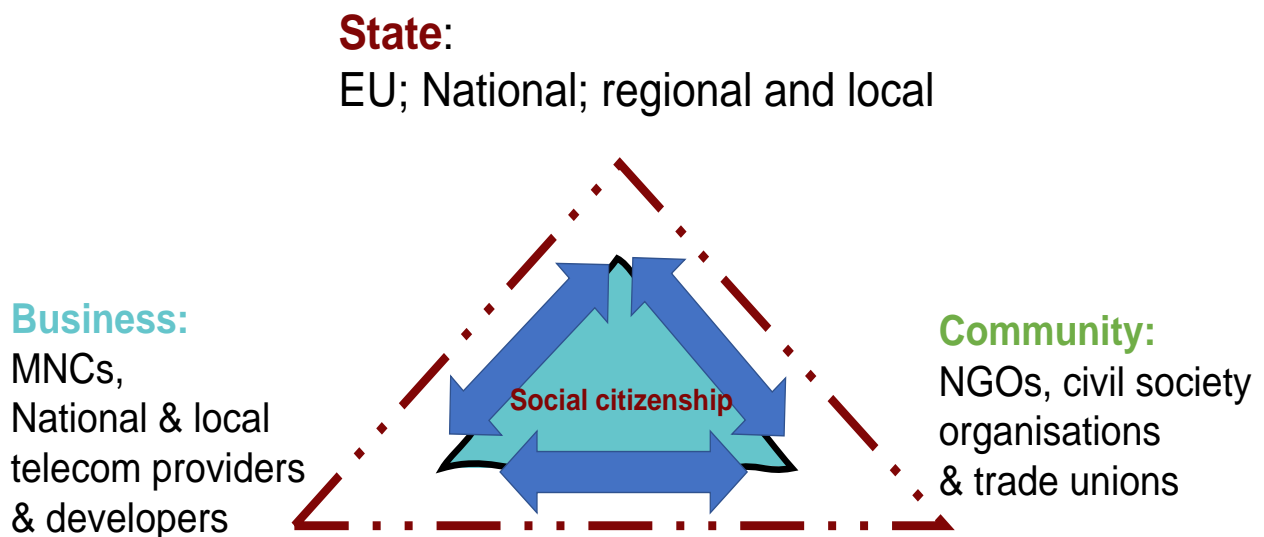 State:
EU; National; regional and local
Business:
MNCs,
National & local
telecom providers
& developers
Social citizenship
Community:
NGOs, civil society
organisations
& trade unions